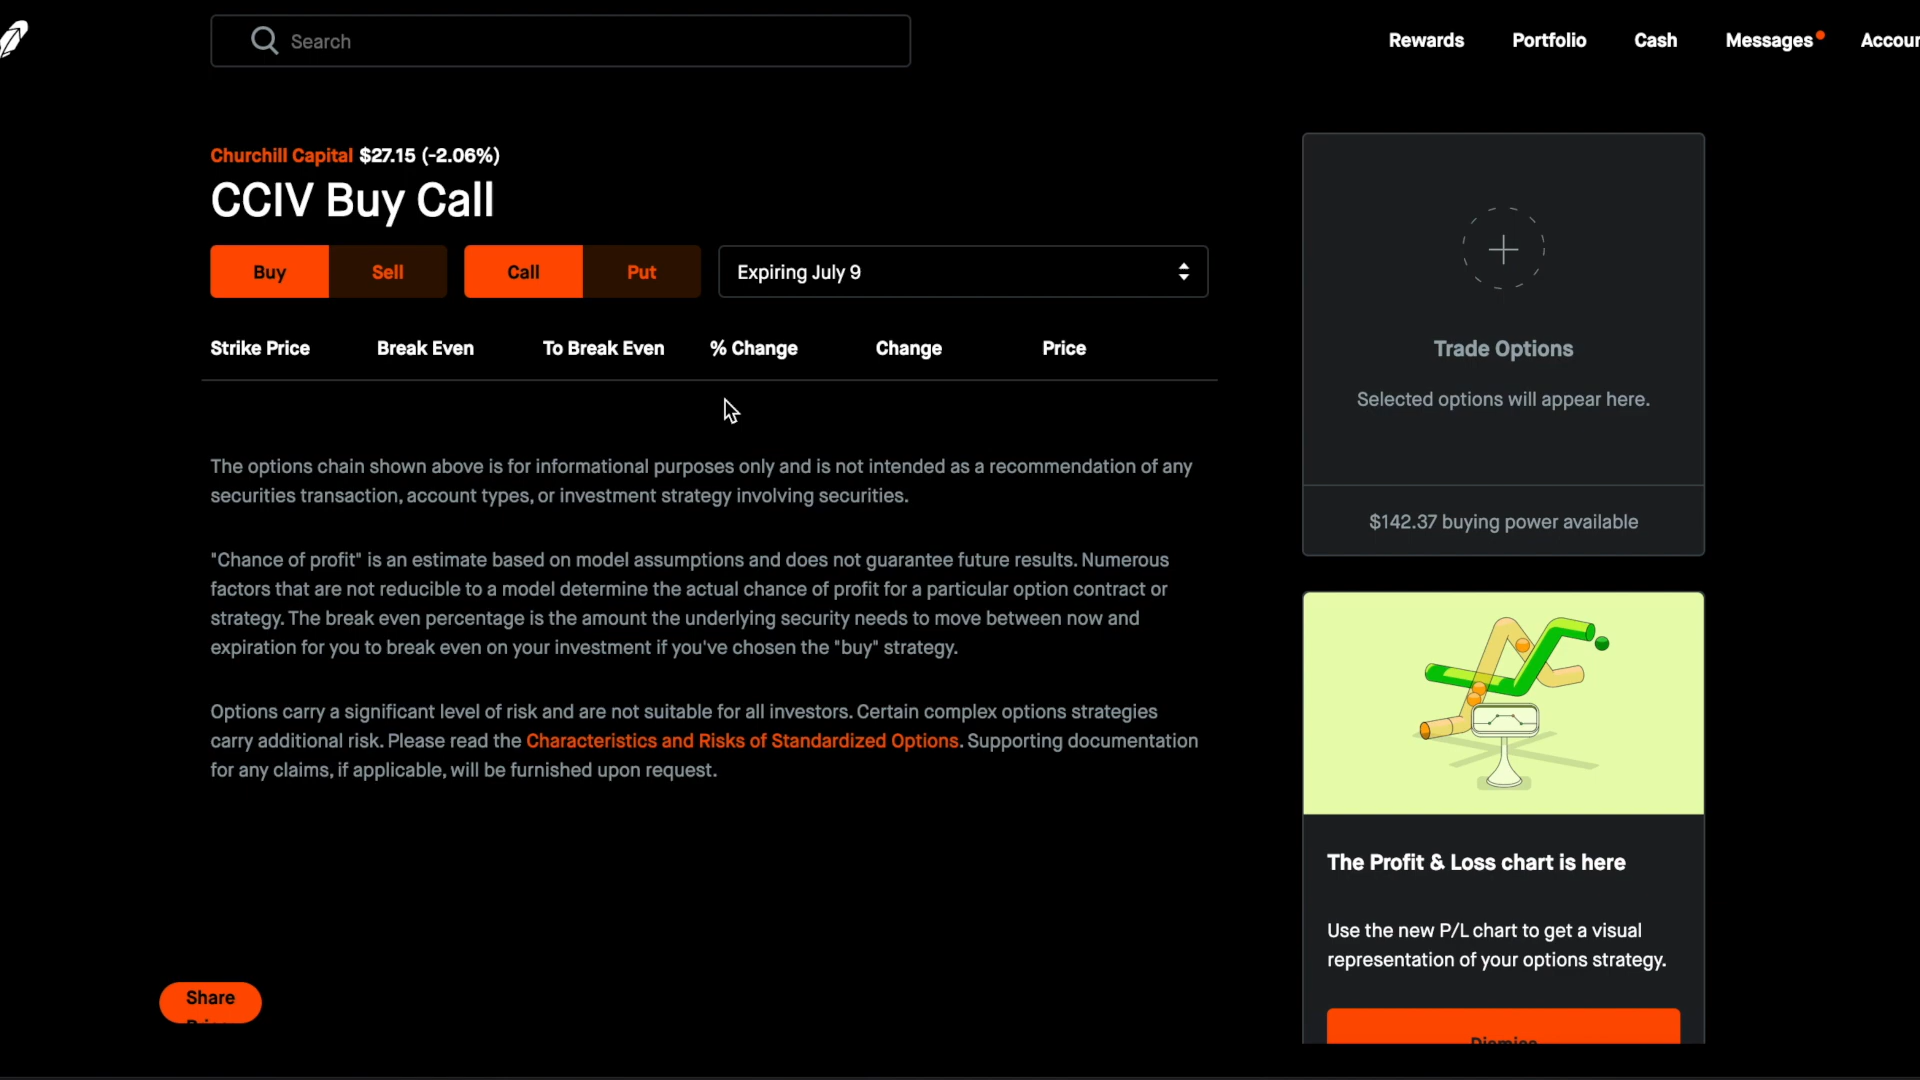 Search
Rewards
Portfolio
Cash
Messages
Accoun
Churchill Capital $27.15 (-2.06%)
CCIV Buy Call
Buy
Sell
Call
Put
Expiring July 9
Strike Price
Break Even
To Break Even
% Change
Change
Price
The options chain shown above is for informational purposes only and is not intended as a recommendation of any
securities transaction, account types, or investment strategy involving securities.
"Chance of profit" is an estimate based on model assumptions and does not guarantee future results. Numerous
factors that are not reducible to a model determine the actual chance of profit for a particular option contract or
strategy. The break even percentage is the amount the underlying security needs to move between now and
expiration for you to break even on your investment if you've chosen the "buy" strategy.
Options carry a significant level of risk and are not suitable for all investors. Certain complex options strategies
carry additional risk. Please read the Characteristics and Risks of Standardized Options. Supporting documentation
for any claims, if applicable, will be furnished upon request.
Share
Trade Options
Selected options will appear here.
$142.37 buying power available
The Profit & Loss chart is here
Use the new P/L chart to get a visual
representation of your options strategy.
Dismiss